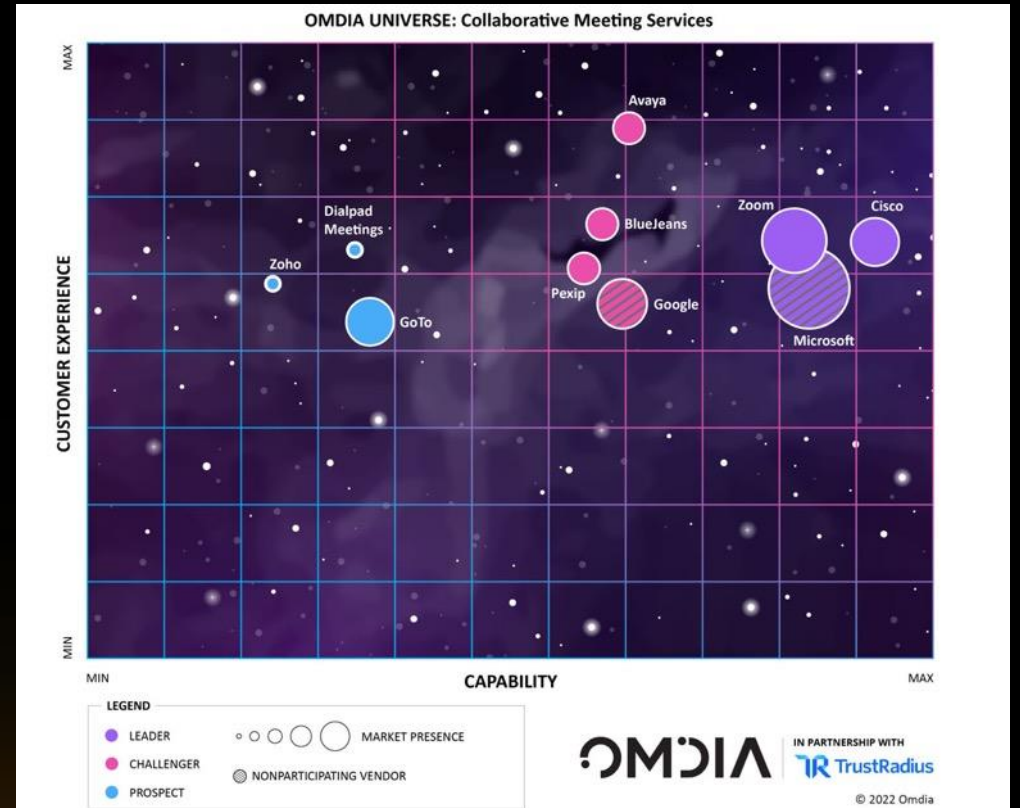 OMDIA UNIVERSE: Collaborative Meeting Services
MAX
CUSTOMER EXPERIENCE
MIN
Avaya
Zoom
Cisco
Dialpad
Meetings
BlueJeans
Zoho
Pexip
Google
GoTo
Microsoft
MIN
CAPABILITY
MAX
LEGEND
LEADER
MARKET PRESENCE
CHALLENGER
NONPARTICIPATING VENDOR
PROSPECT
OMDIA
IN PARTNERSHIP WITH
TR TrustRadius
© 2022 Omdia